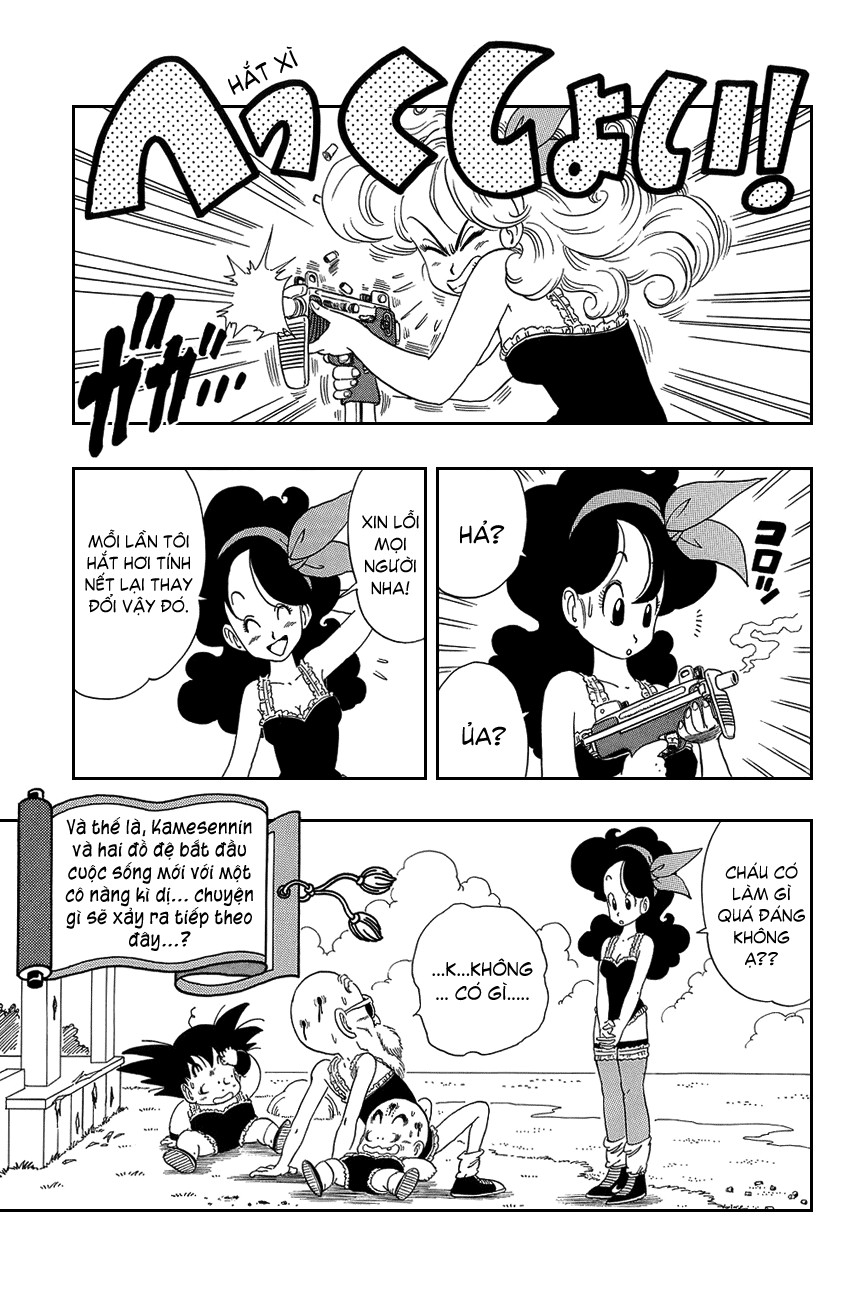 HẮT XÌ
へっくしょい!!
ガガガ…
HẢ?
コロッ
ỦA?
XIN LỖI
MỌI
NGƯỜI
NHA!
MỖI LẦN TÔI
HẮT HƠI TÍNH
NẾT LẠI THAY
ĐỔI VẬY ĐÓ.
Và thế là, Kamesennin
và hai đồ đệ bắt đầu
cuộc sống mới với một
cô nàng kì dị... chuyện
gì sẽ xảy ra tiếp theo
đây...?
CHÁU CÓ
LÀM GÌ
QUÁ ĐÁNG
KHÔNG
Ạ??
...K...KHÔNG
... CÓ GÌ.....